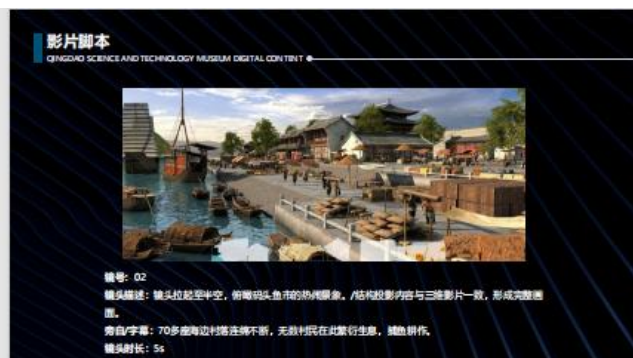 影片脚本
QINGDAO SCIENCE AND TECHNOLOGY MUSEUM DIGITAL CONTENT
镜号：02
镜头描述：镜头拉起至半空，俯瞰码头鱼市的热闹景象。/结构投影内容与三维影片一致，形成完整画
面。
旁白/字幕：70多座海边村落连绵不断，无数村民在此繁衍生息，捕鱼耕作。
镜头时长：5s